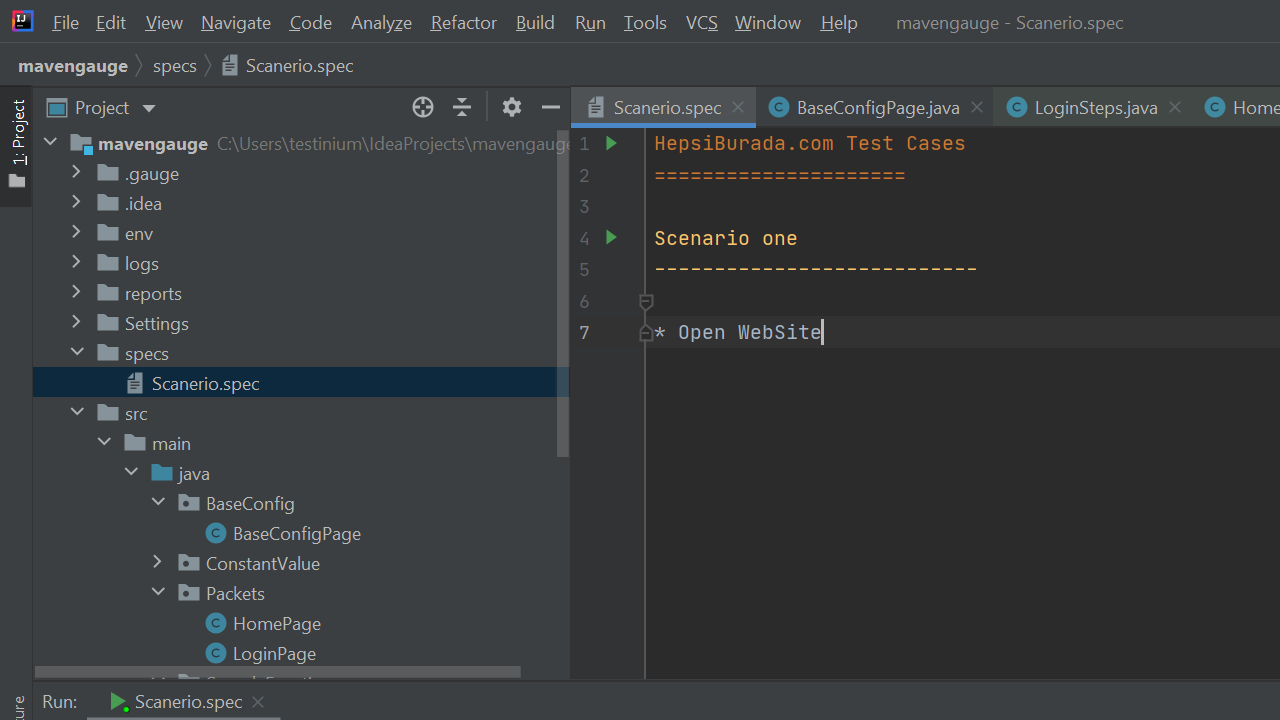 File Edit View Navigate Code Analyze Refactor Build Run Tools VCS Window Help mavengauge - Scanerio.spec
mavengauge specs Scanerio.spec
1: Project
Project
Scanerio.spec BaseConfigPage.java LoginSteps.java Home
mavengauge C:\Users\testinium\IdeaProjects\mavengauge
.gauge
.idea
env
logs
reports
Settings
specs
Scanerio.spec
src
main
java
BaseConfig
BaseConfigPage
ConstantValue
Packets
HomePage
LoginPage
1 HepsiBurada.com Test Cases
2 =====================
3
4 Scenario one
5 ---------------------------
6
7 * Open WebSite
Run: Scanerio.spec